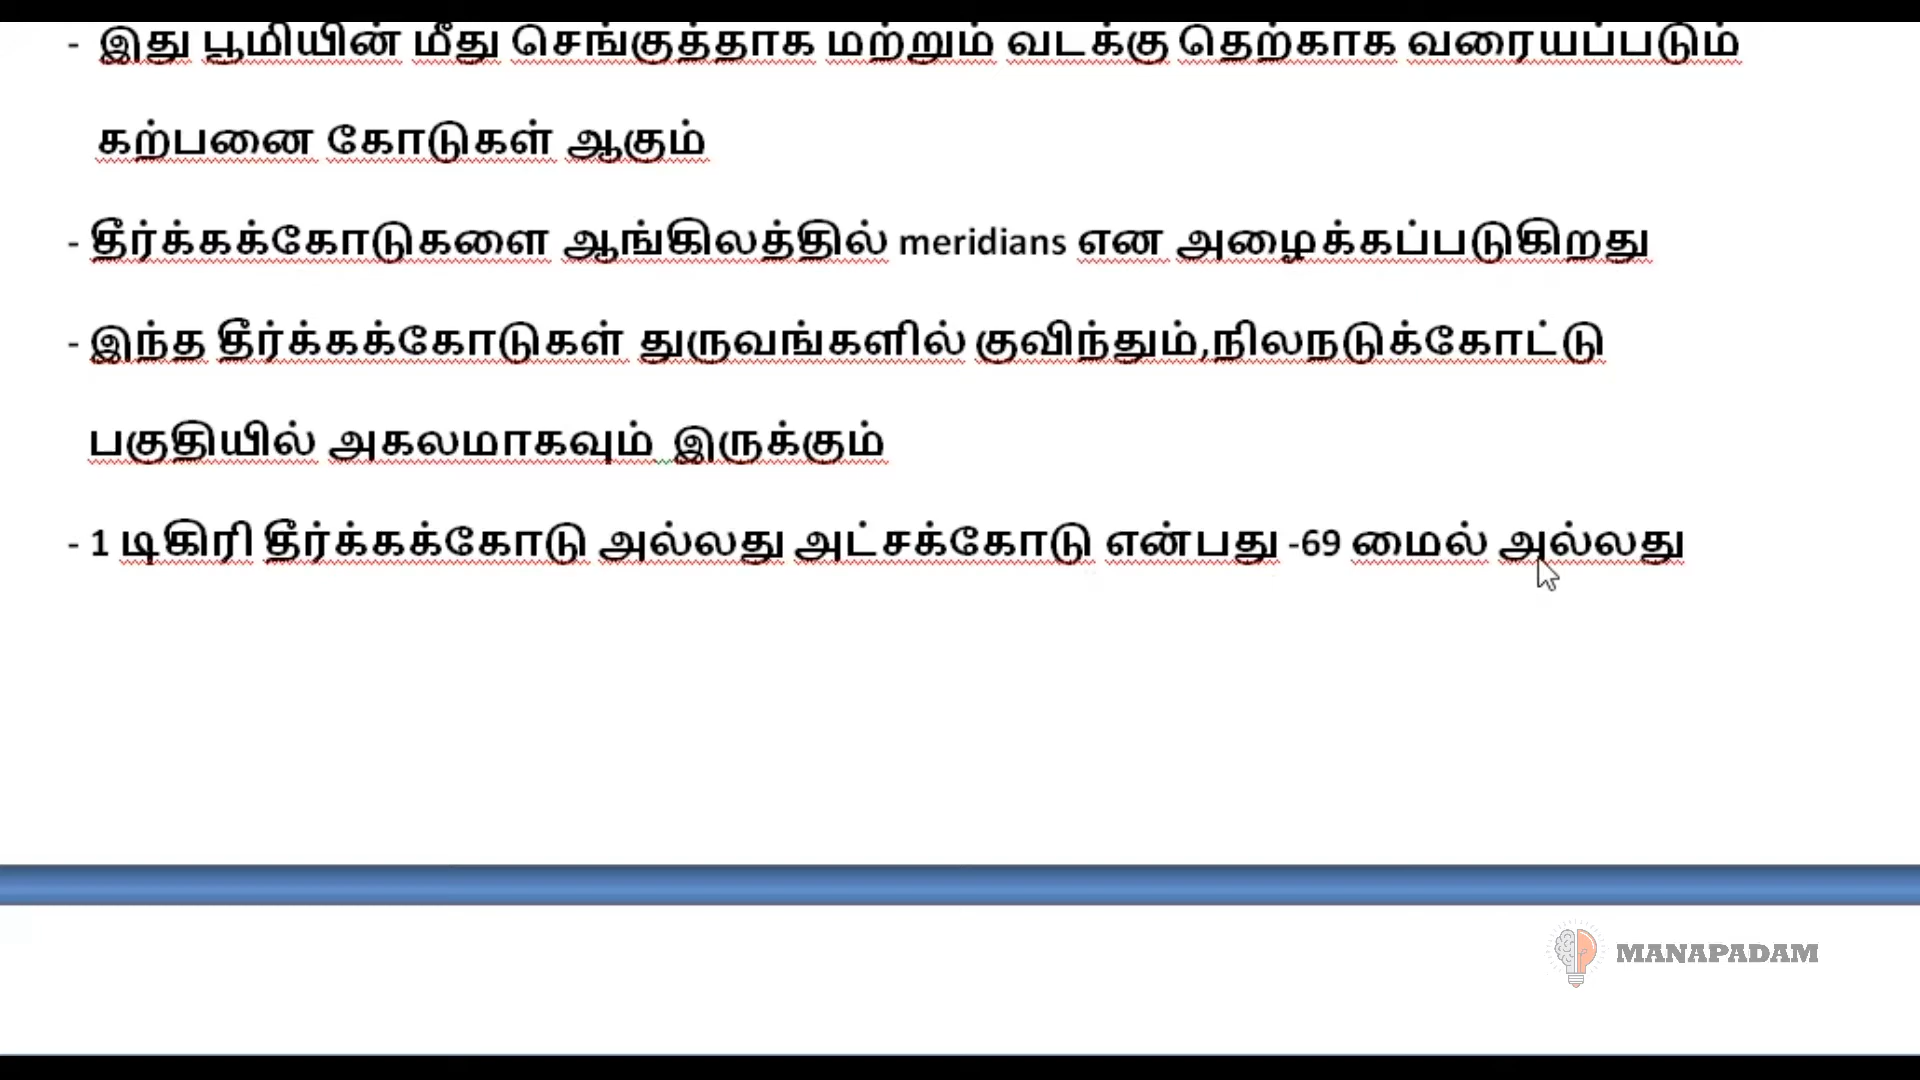 - இது பூமியின் மீது செங்குத்தாக மற்றும் வடக்கு தெற்காக வரையப்படும்
கற்பனை கோடுகள் ஆகும்
- தீர்க்கக்கோடுகளை ஆங்கிலத்தில் meridians என அழைக்கப்படுகிறது
- இந்த தீர்க்கக்கோடுகள் துருவங்களில் குவிந்தும்,நிலநடுக்கோட்டு
பகுதியில் அகலமாகவும் இருக்கும்
- 1 டிகிரி தீர்க்கக்கோடு அல்லது அட்சக்கோடு என்பது -69 மைல் அல்லது
MANAPADAM